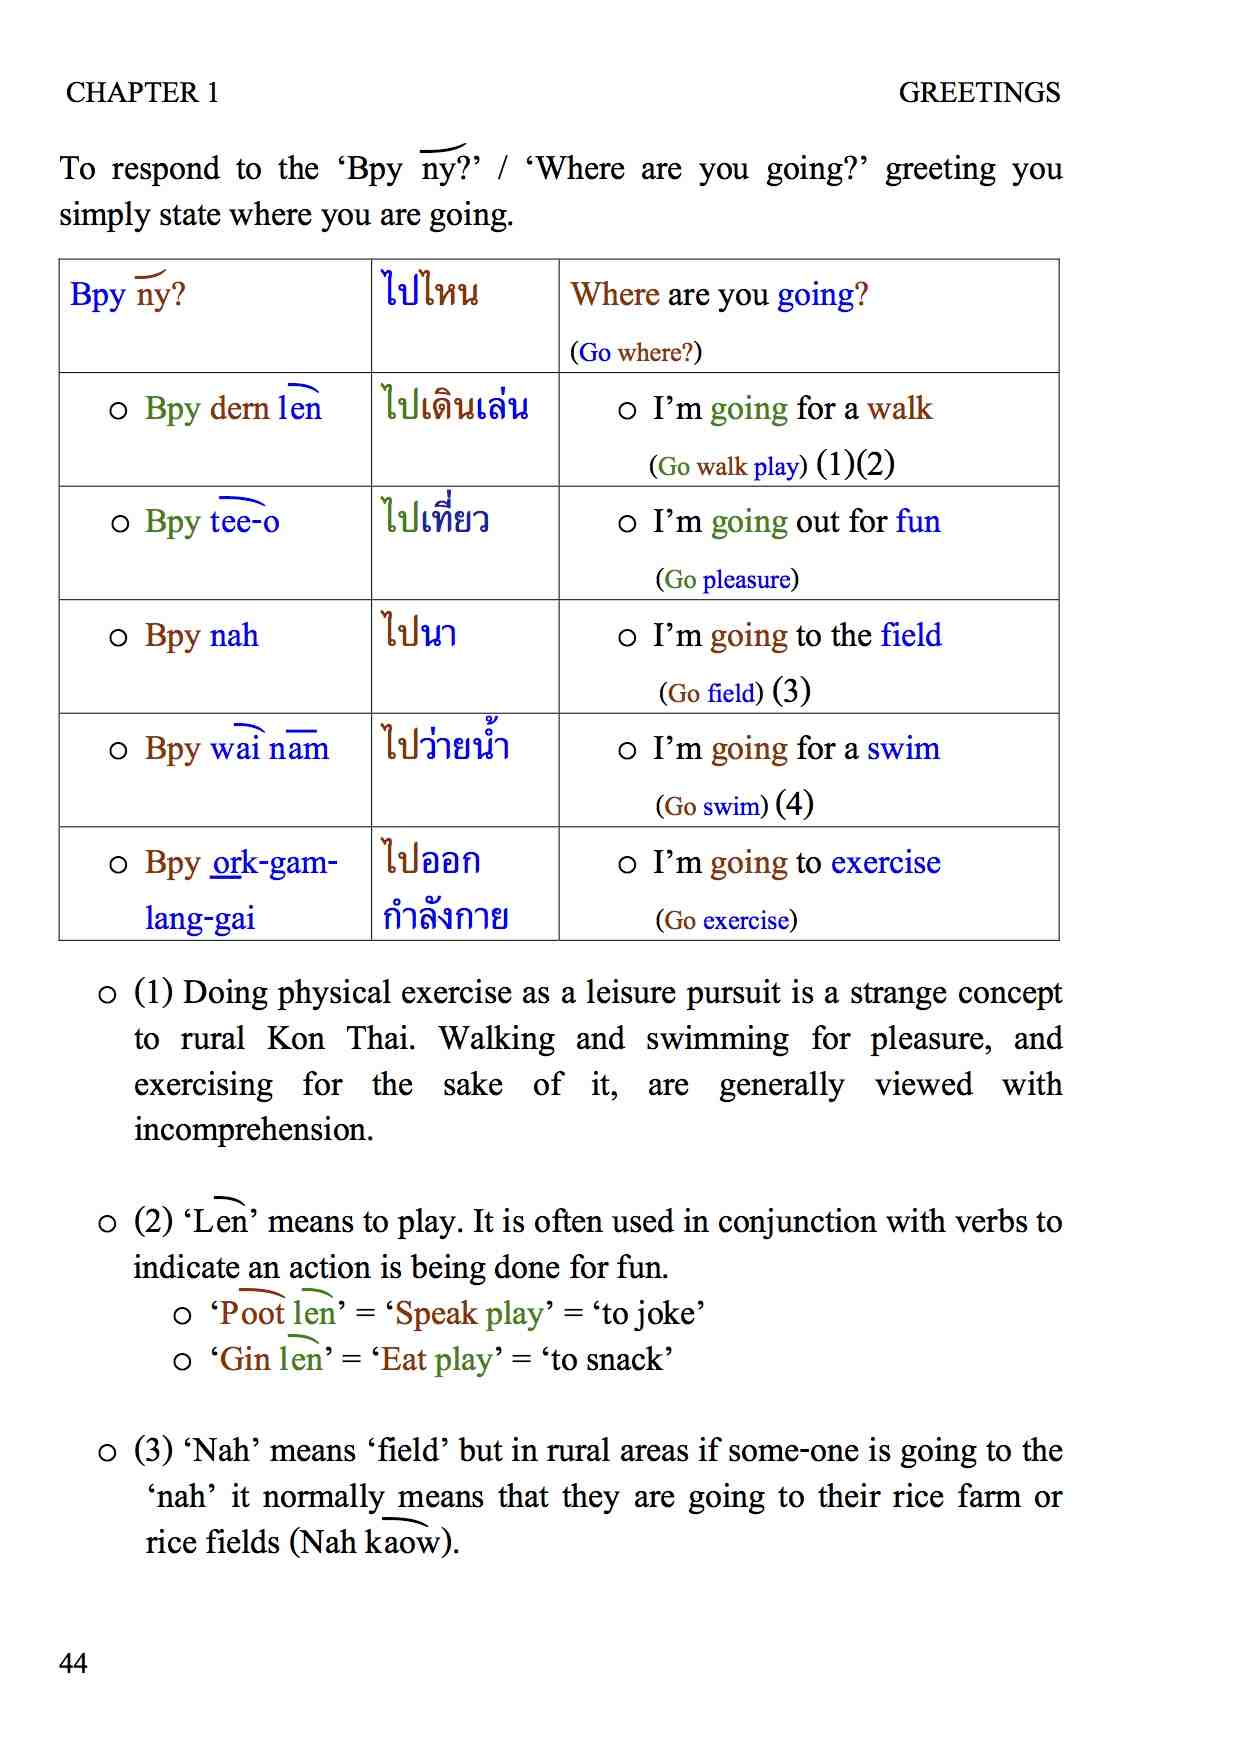 CHAPTER 1 GREETINGS
To respond to the ‘Bpy ny?’ / ‘Where are you going?’ greeting you
simply state where you are going.
Bpy ny? ไปไหน Where are you going?
(Go where?)
○ Bpy dern len ไปเดินเล่น ○ I’m going for a walk
(Go walk play) (1)(2)
○ Bpy tee-o ไปเที่ยว ○ I’m going out for fun
(Go pleasure)
○ Bpy nah ไปนา ○ I’m going to the field
(Go field) (3)
○ Bpy wai nam ไปว่ายน้ำ ○ I’m going for a swim
(Go swim) (4)
○ Bpy ork-gam- ไปออก ○ I’m going to exercise
lang-gai กำลังกาย (Go exercise)
○ (1) Doing physical exercise as a leisure pursuit is a strange concept
to rural Kon Thai. Walking and swimming for pleasure, and
exercising for the sake of it, are generally viewed with
incomprehension.
○ (2) ‘Len’ means to play. It is often used in conjunction with verbs to
indicate an action is being done for fun.
○ ‘Poot len’ = ‘Speak play’ = ‘to joke’
○ ‘Gin len’ = ‘Eat play’ = ‘to snack’
○ (3) ‘Nah’ means ‘field’ but in rural areas if some-one is going to the
‘nah’ it normally means that they are going to their rice farm or
rice fields (Nah kaow).
44